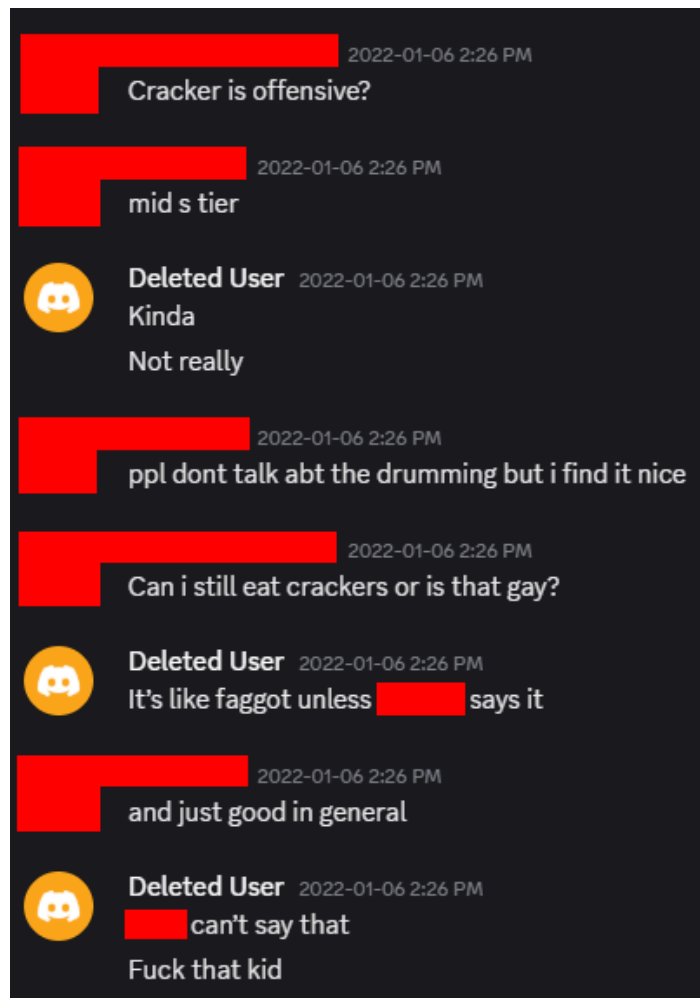 2022-01-06 2:26 PM
Cracker is offensive?
2022-01-06 2:26 PM
mid s tier
Deleted User 2022-01-06 2:26 PM
Kinda
Not really
2022-01-06 2:26 PM
ppl dont talk abt the drumming but i find it nice
2022-01-06 2:26 PM
Can i still eat crackers or is that gay?
Deleted User 2022-01-06 2:26 PM
It's like faggot unless says it
2022-01-06 2:26 PM
and just good in general
Deleted User 2022-01-06 2:26 PM
can't say that
Fuck that kid